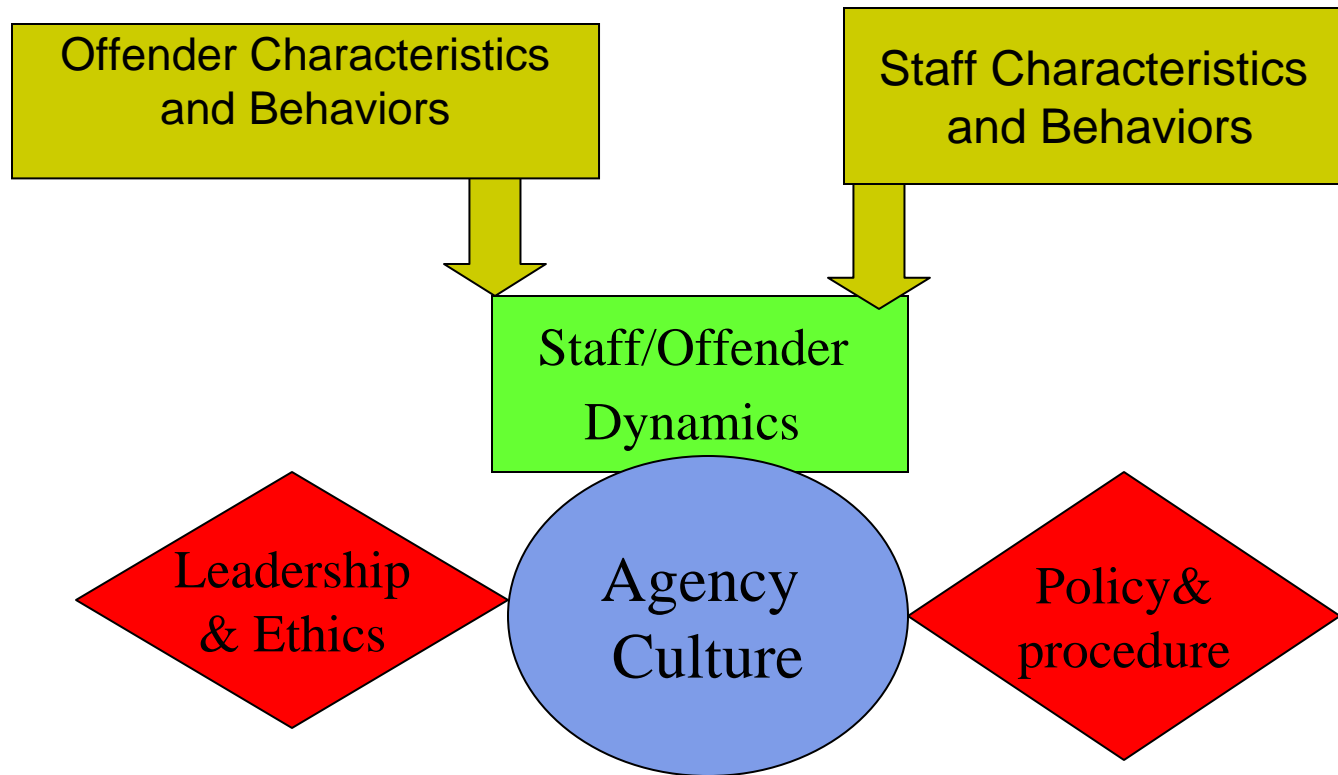 Offender Characteristics
and Behaviors
Staff Characteristics
and Behaviors
Staff/Offender
Dynamics
Leadership
& Ethics
Agency
Culture
Policy&
procedure